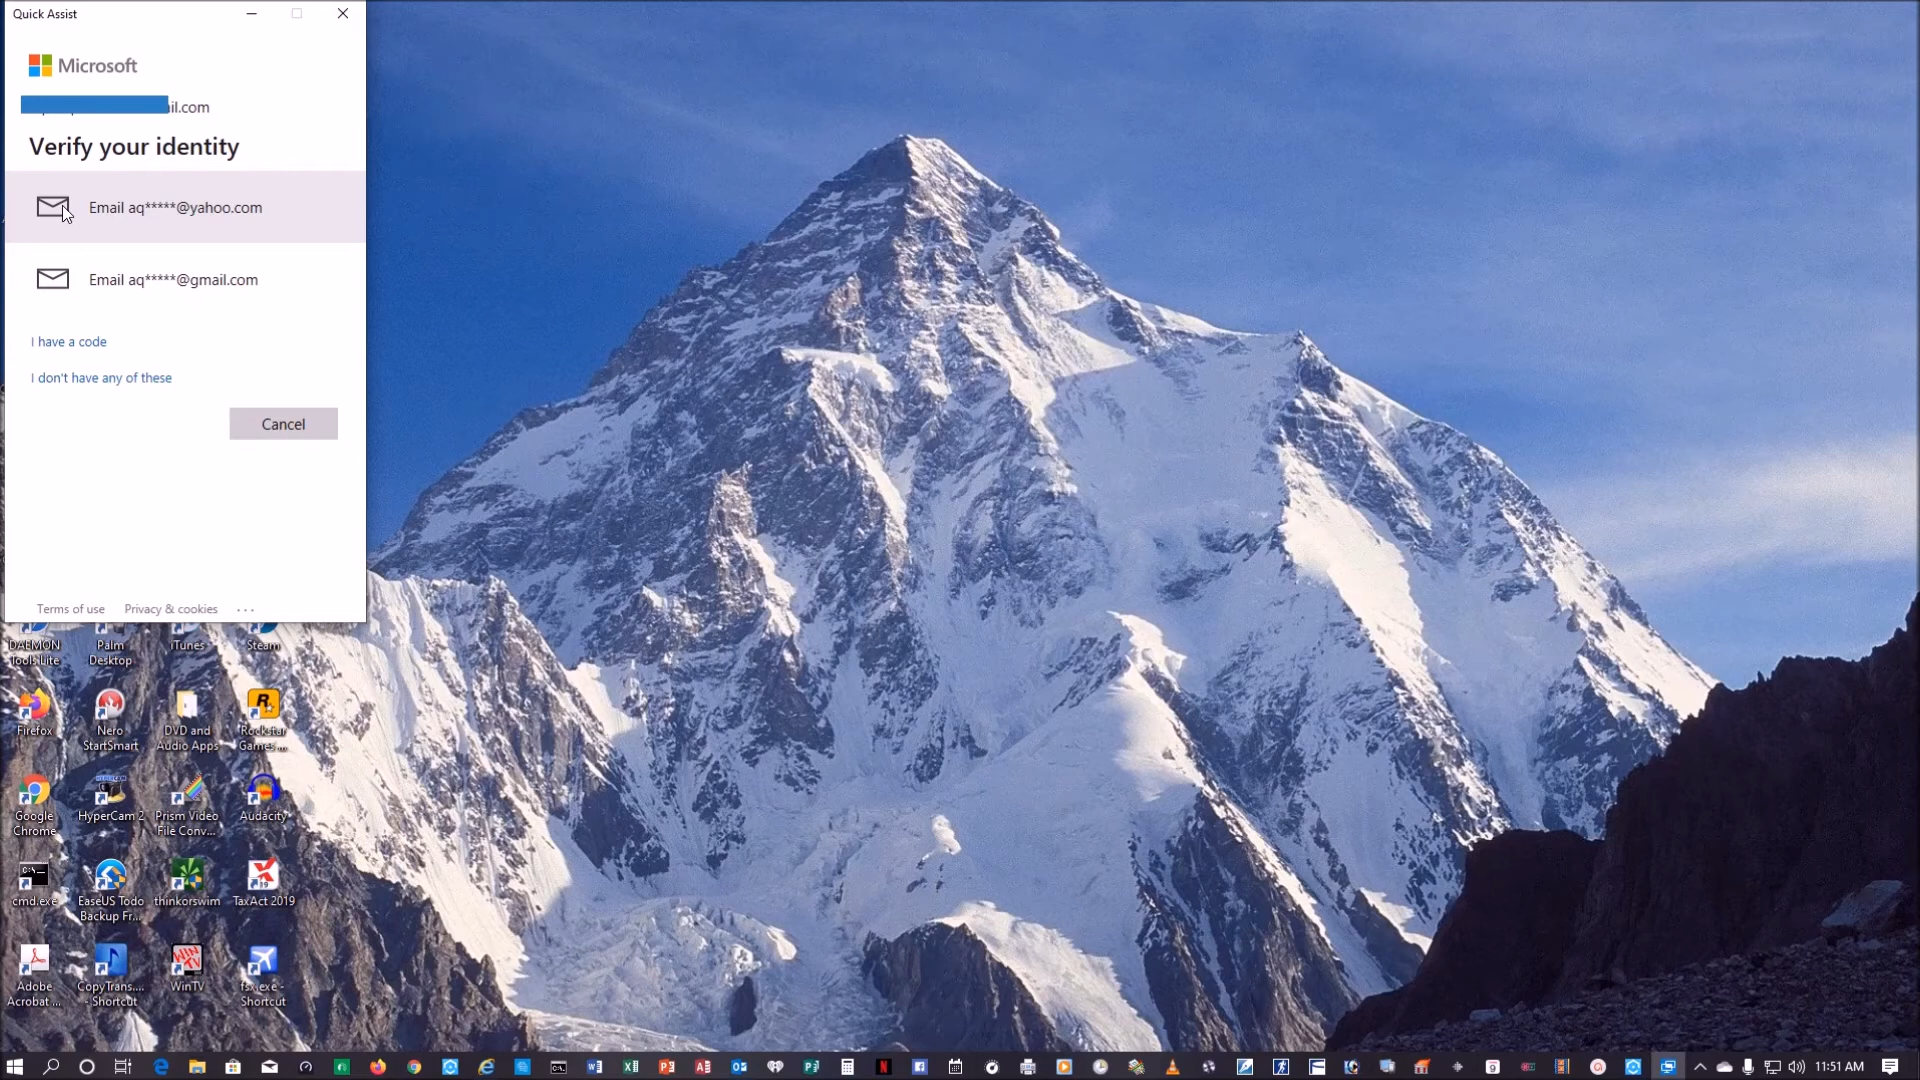 Quick Assist
Microsoft
il.com
Verify your identity
Email aq*****@yahoo.com
Email aq*****@gmail.com
I have a code
I don't have any of these
Cancel
Terms of use Privacy & cookies ...
DAEMON Tools Lite
Palm Desktop
iTunes
Steam
Firefox
Nero StartSmart
DVD and Audio Apps
Rockstar Games ...
Google Chrome
HyperCam 2
Prism Video File Conv...
Audacity
cmd.exe
EaseUS Todo Backup Fr...
thinkorswim
TaxAct 2019
Adobe Acrobat ...
CopyTrans.... - Shortcut
WinTV
fsx.exe - Shortcut
11:51 AM